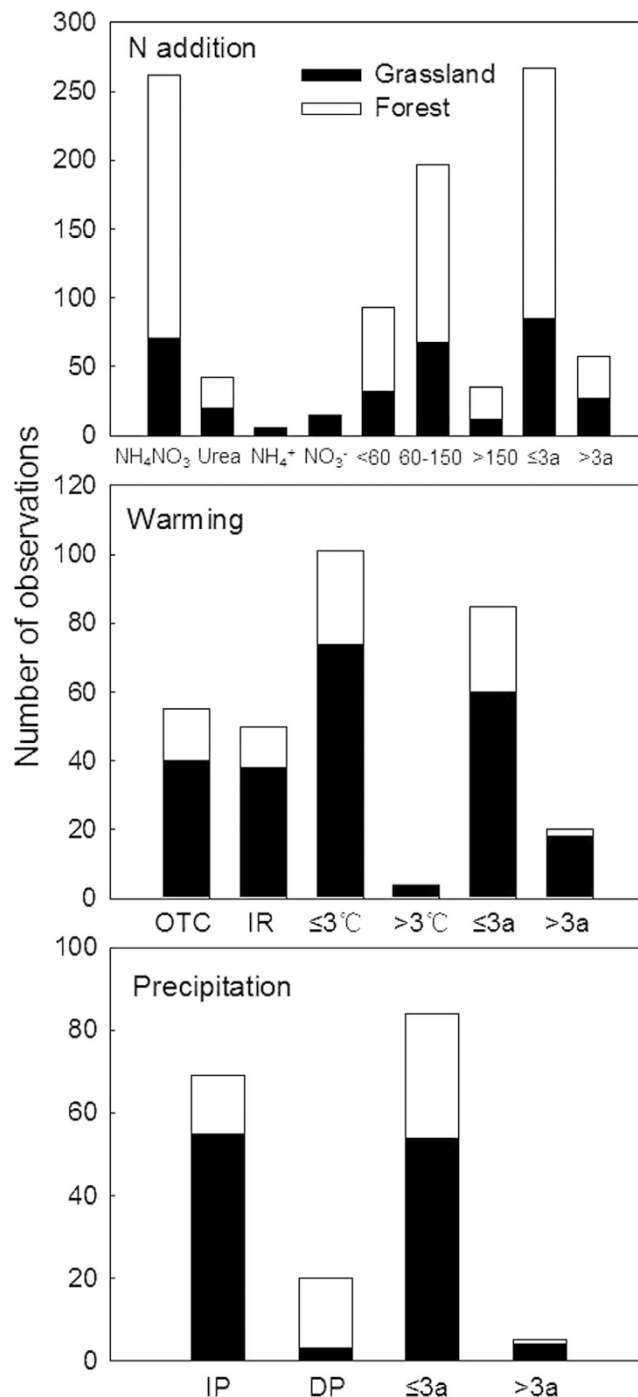 Number of observations
N addition
Grassland
Forest
300
250
200
150
100
50
0
NH₄NO₃ Urea NH₄⁺ NO₃⁻ <60 60-150 >150 ≤3a >3a
Warming
120
100
80
60
40
20
0
OTC IR ≤3℃ >3℃ ≤3a >3a
Precipitation
100
80
60
40
20
0
IP DP ≤3a >3a